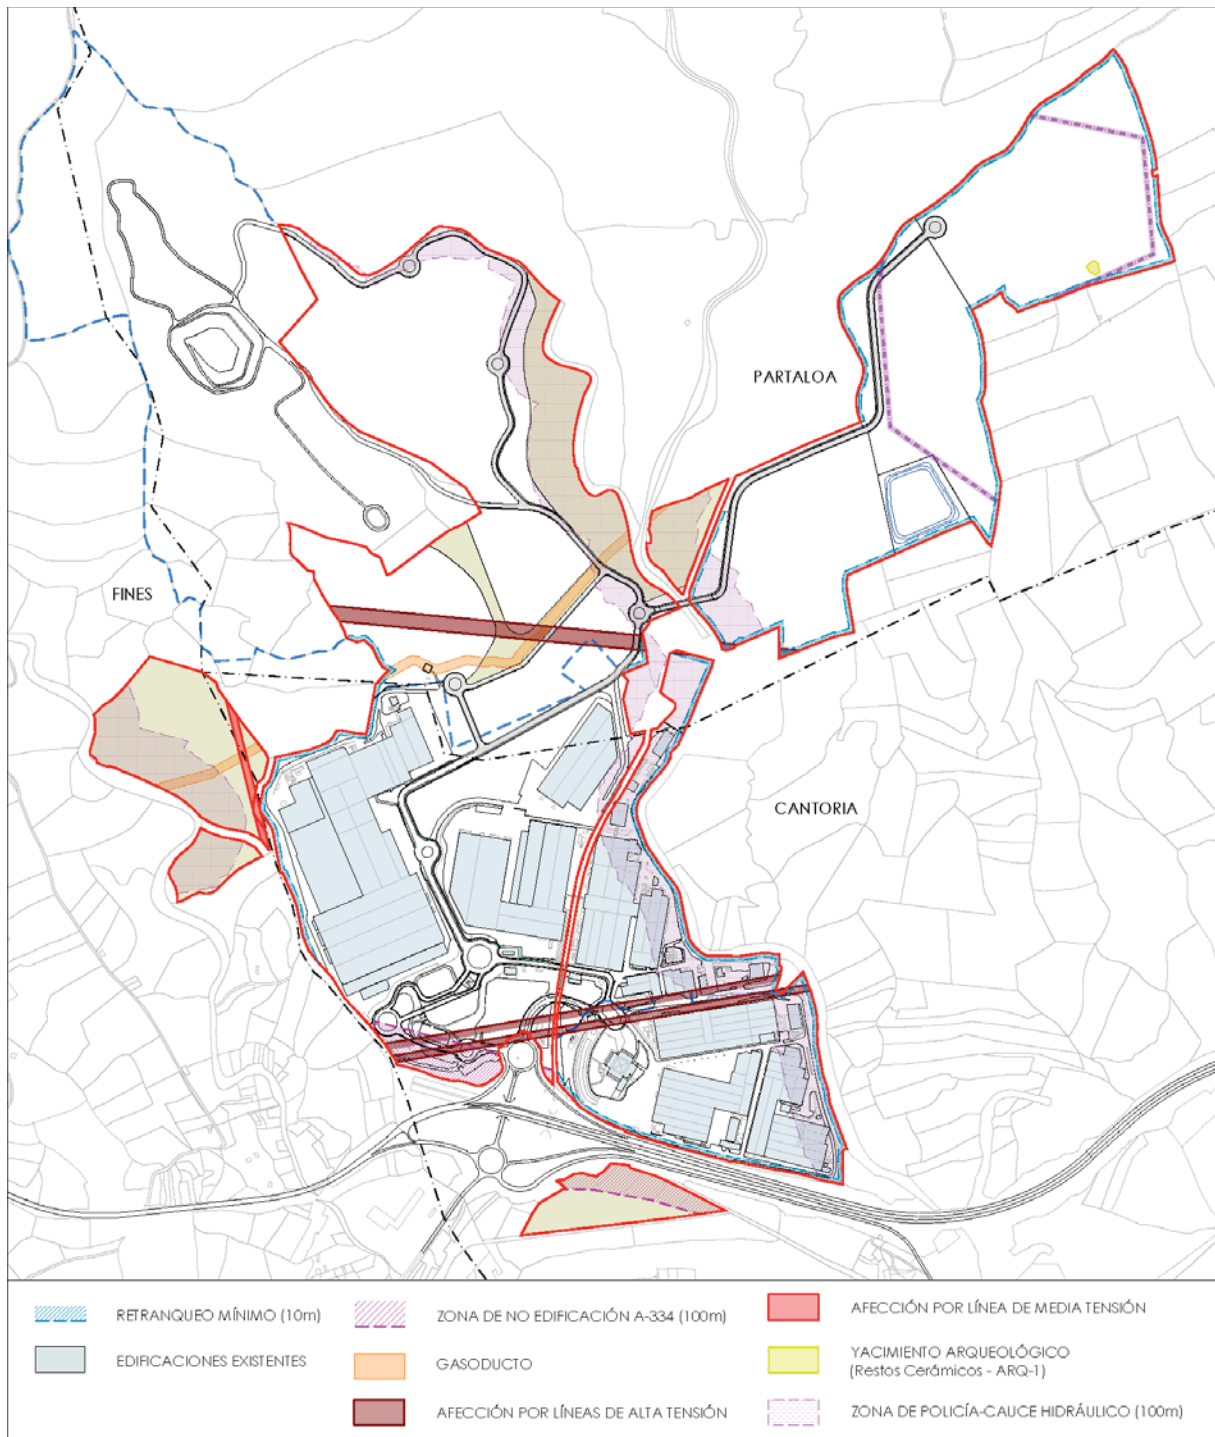 PARTALOA
FINES
CANTORIA
RETRANQUEO MÍNIMO (10m)
EDIFICACIONES EXISTENTES
ZONA DE NO EDIFICACIÓN A-334 (100m)
GASODUCTO
AFECCIÓN POR LÍNEAS DE ALTA TENSIÓN
AFECCIÓN POR LÍNEA DE MEDIA TENSIÓN
YACIMIENTO ARQUEOLÓGICO
(Restos Cerámicos - ARQ-1)
ZONA DE POLICÍA-CAUCE HIDRÁULICO (100m)